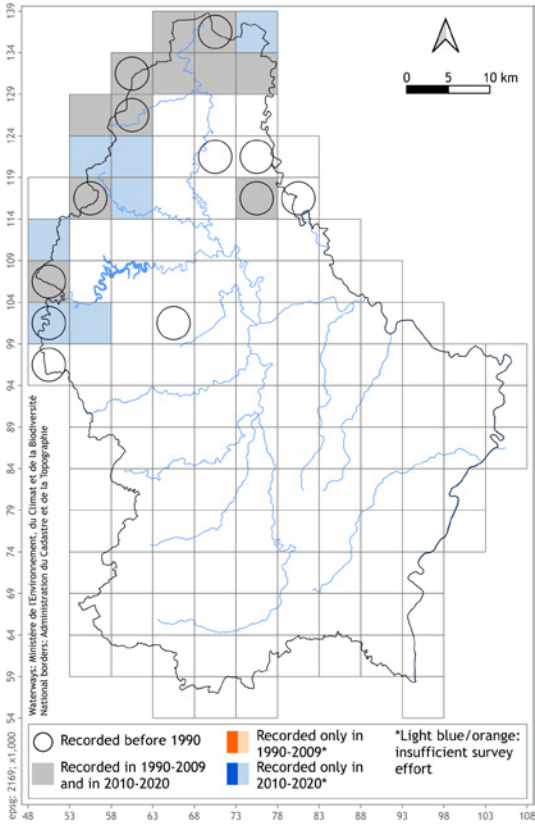 139
134
129
124
119
114
109
104
99
94
89
84
79
74
69
64
59
54
0 5 10 km
Waterways: Ministère de l'Environnement, du Climat et de la Biodiversité
National borders: Administration du Cadastre et de la Topographie
epsg: 2169; x1,000
Recorded before 1990
Recorded in 1990-2009
and in 2010-2020
Recorded only in
1990-2009*
Recorded only in
2010-2020*
*Light blue/orange:
insufficient survey
effort
48 53 58 63 68 73 78 83 88 93 98 103 108